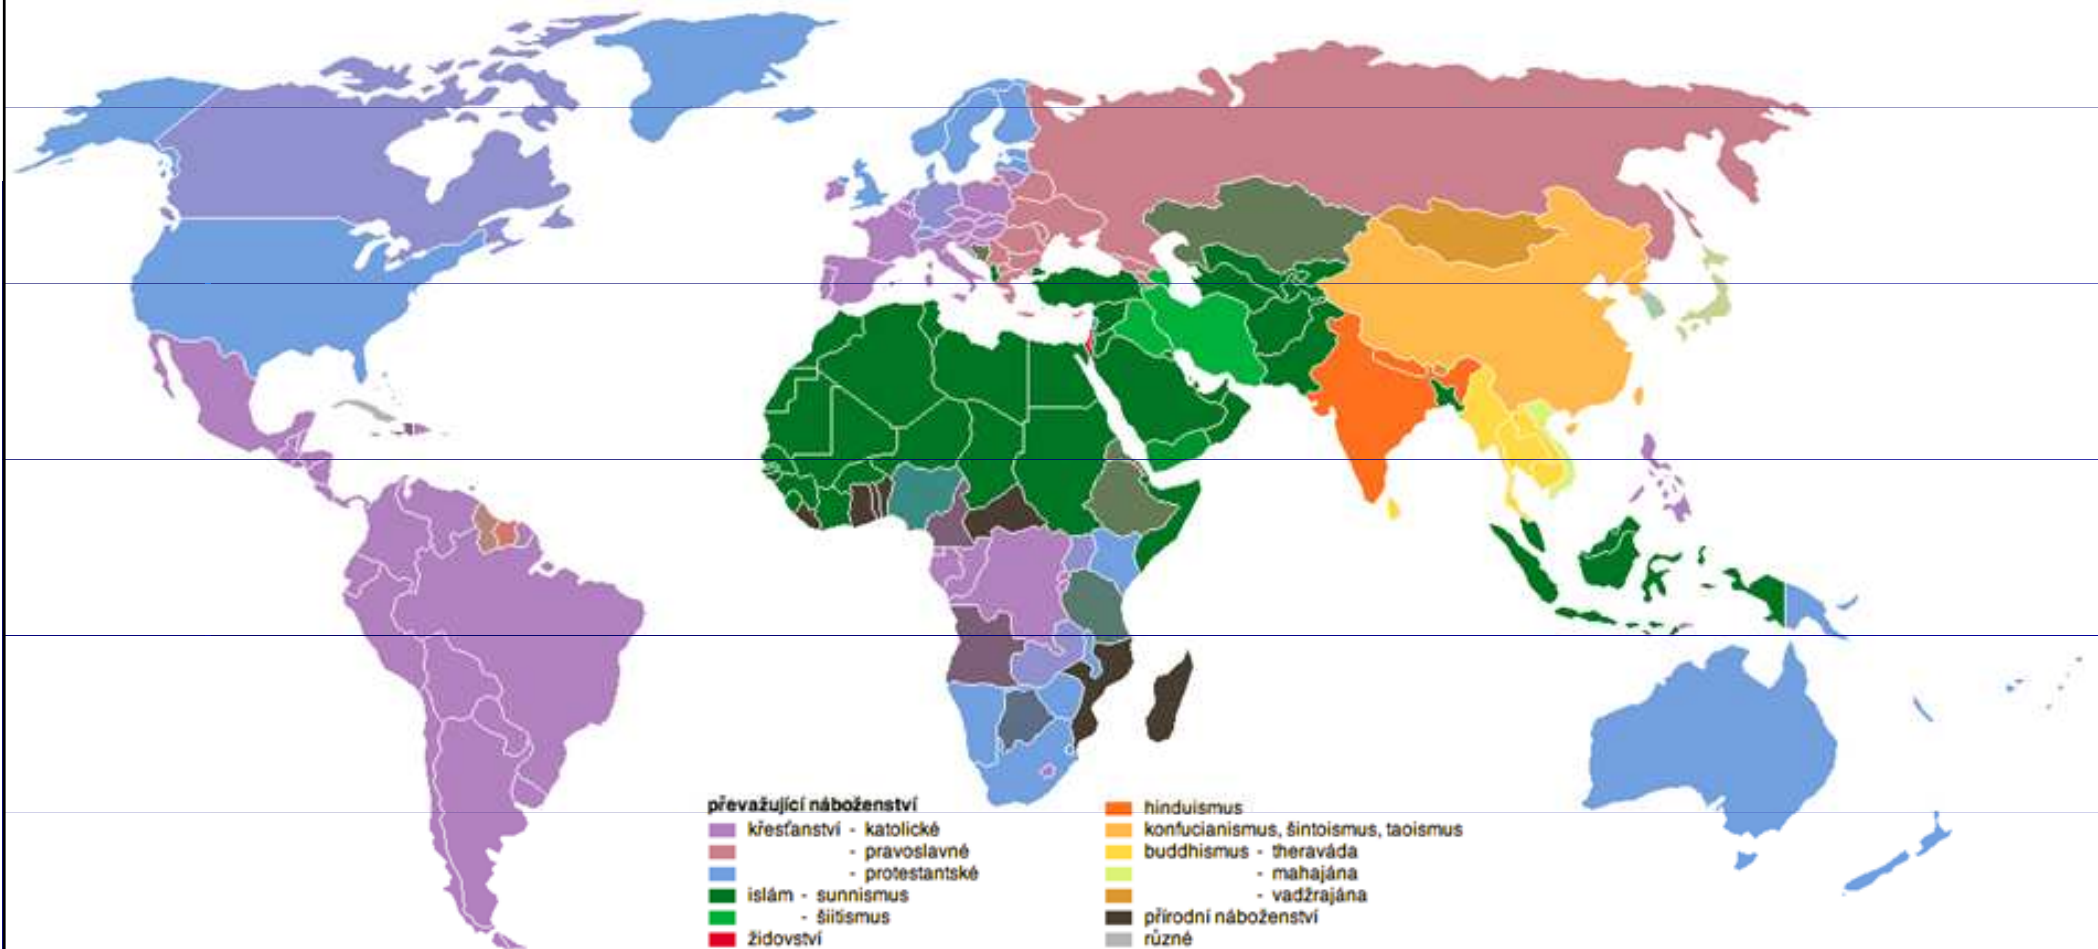 převažující náboženství
křesťanství - katolické
- pravoslavné
- protestantské
islám - sunnismus
- šíitismus
židovství
hinduismus
konfucianismus, šintoismus, taoismus
buddhismus - theraváda
- mahajána
- vadžrajána
přírodní náboženství
různé